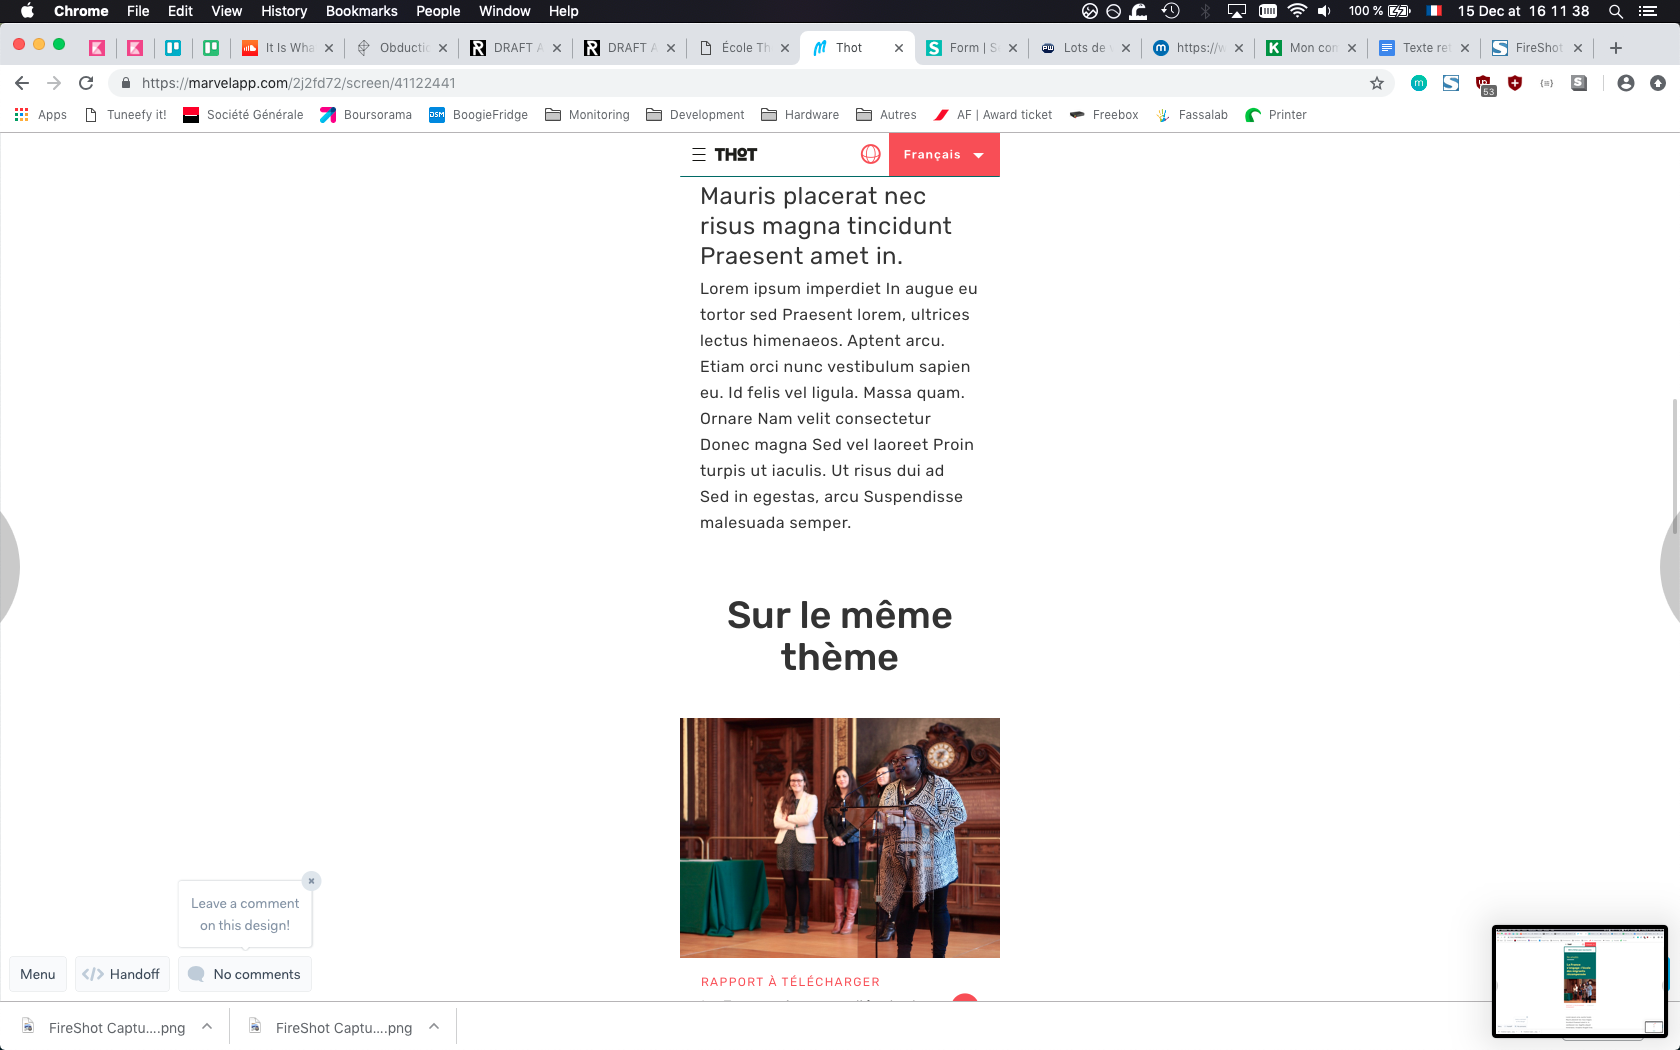 Chrome File Edit View History Bookmarks People Window Help 100 % 15 Dec at 16 11 38
It Is Wha Obductio DRAFT A DRAFT A École Th Thot Form | S Lots de https://w Mon con Texte ret FireShot
https://marvelapp.com/2j2fd72/screen/41122441
53
Apps Tuneefy it! Société Générale Boursorama BoogieFridge Monitoring Development Hardware Autres AF | Award ticket Freebox Fassalab Printer
THOT Français
Mauris placerat nec
risus magna tincidunt
Praesent amet in.
Lorem ipsum imperdiet In augue eu
tortor sed Praesent lorem, ultrices
lectus himenaeos. Aptent arcu.
Etiam orci nunc vestibulum sapien
eu. Id felis vel ligula. Massa quam.
Ornare Nam velit consectetur
Donec magna Sed vel laoreet Proin
turpis ut iaculis. Ut risus dui ad
Sed in egestas, arcu Suspendisse
malesuada semper.
Sur le même
thème
RAPPORT À TÉLÉCHARGER
Leave a comment
on this design!
Menu Handoff No comments
FireShot Captu....png FireShot Captu....png